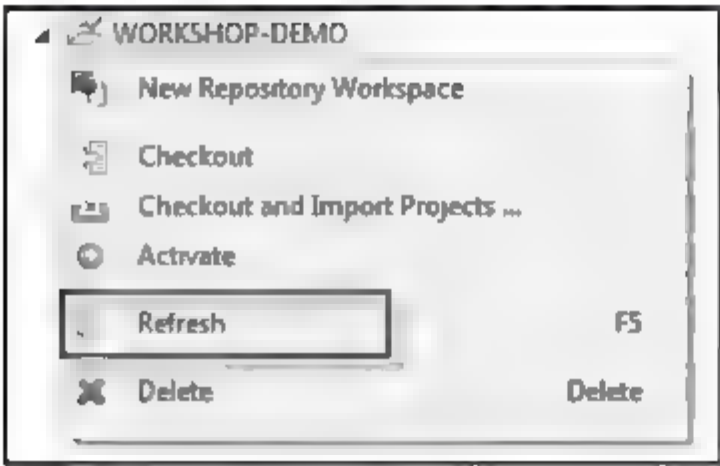 WORKSHOP-DEMO
New Repository Workspace
Checkout
Checkout and Import Projects ...
Activate
Refresh F5
Delete Delete